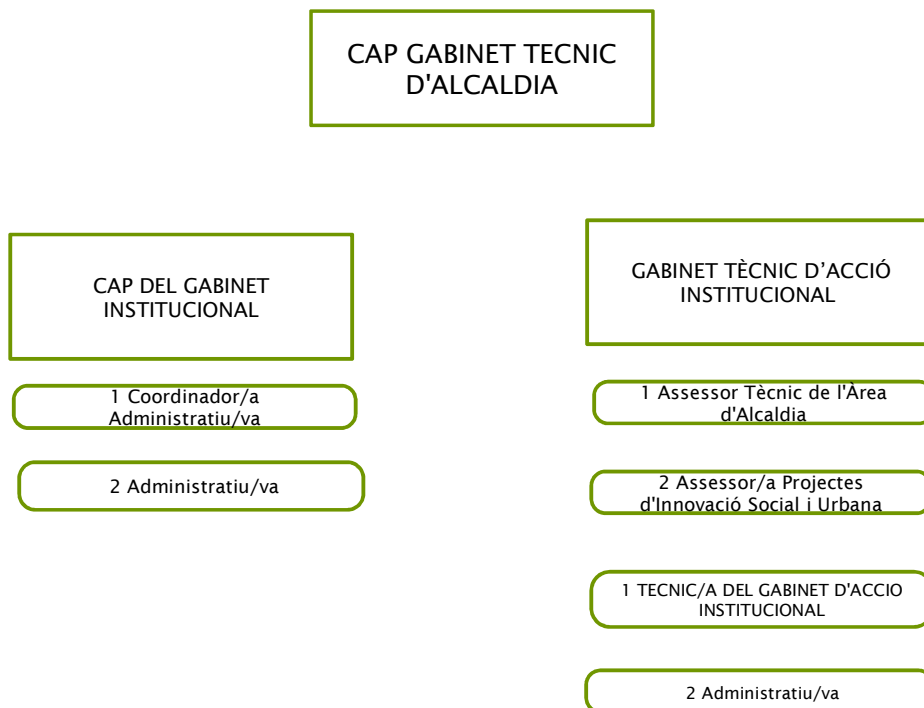 CAP GABINET TECNIC
D'ALCALDIA
CAP DEL GABINET
INSTITUCIONAL
1 Coordinador/a
Administratiu/va
2 Administratiu/va
GABINET TÈCNIC D’ACCIÓ
INSTITUCIONAL
1 Assessor Tècnic de l'Àrea
d'Alcaldia
2 Assessor/a Projectes
d'Innovació Social i Urbana
1 TECNIC/A DEL GABINET D'ACCIO
INSTITUCIONAL
2 Administratiu/va